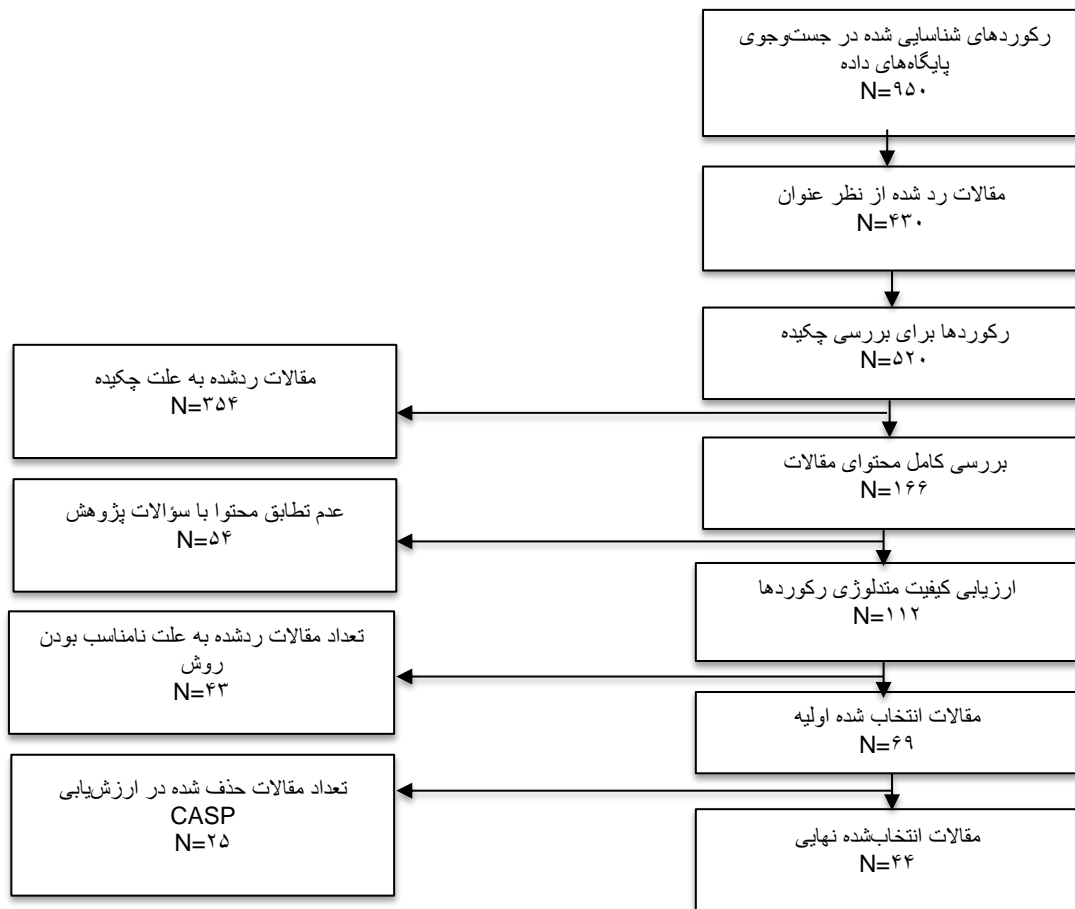 رکوردهای شناسایی شده در جست‌وجوی
پایگاه‌های داده
N=۹۵۰
مقالات رد شده از نظر عنوان
N=۴۳۰
رکوردها برای بررسی چکیده
N=۵۲۰
مقالات ردشده به علت چکیده
N=۳۵۴
بررسی کامل محتوای مقالات
N=۱۶۶
عدم تطابق محتوا با سؤالات پژوهش
N=۵۴
ارزیابی کیفیت متدلوژی رکوردها
N=۱۱۲
تعداد مقالات ردشده به علت نامناسب بودن
روش
N=۴۳
مقالات انتخاب شده اولیه
N=۶۹
تعداد مقالات حذف شده در ارزش‌یابی
CASP
N=۲۵
مقالات انتخاب‌شده نهایی
N=۴۴